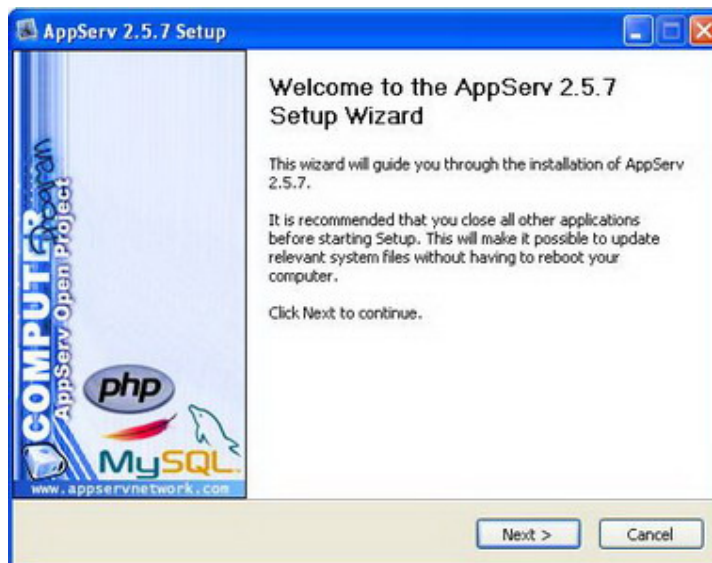 AppServ 2.5.7 Setup
Welcome to the AppServ 2.5.7
Setup Wizard
This wizard will guide you through the installation of AppServ
2.5.7.
It is recommended that you close all other applications
before starting Setup. This will make it possible to update
relevant system files without having to reboot your
computer.
Click Next to continue.
COMPUTER
program
AppServ Open Project
php
MySQL
www.appservnetwork.com
Next >
Cancel